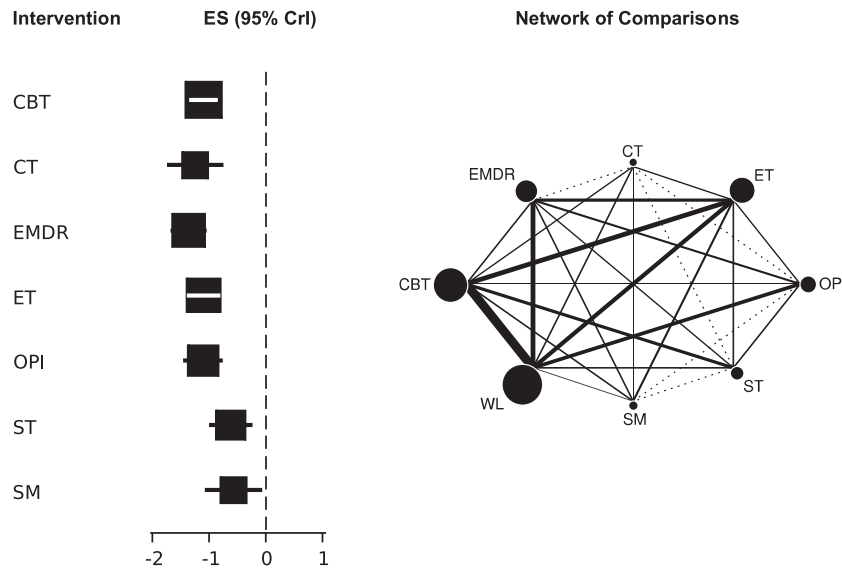 Intervention ES (95% CrI) Network of Comparisons
CBT
CT
EMDR
ET
OPI
ST
SM
-2 -1 0 1
CT
EMDR ET
CBT OP
WL ST
SM